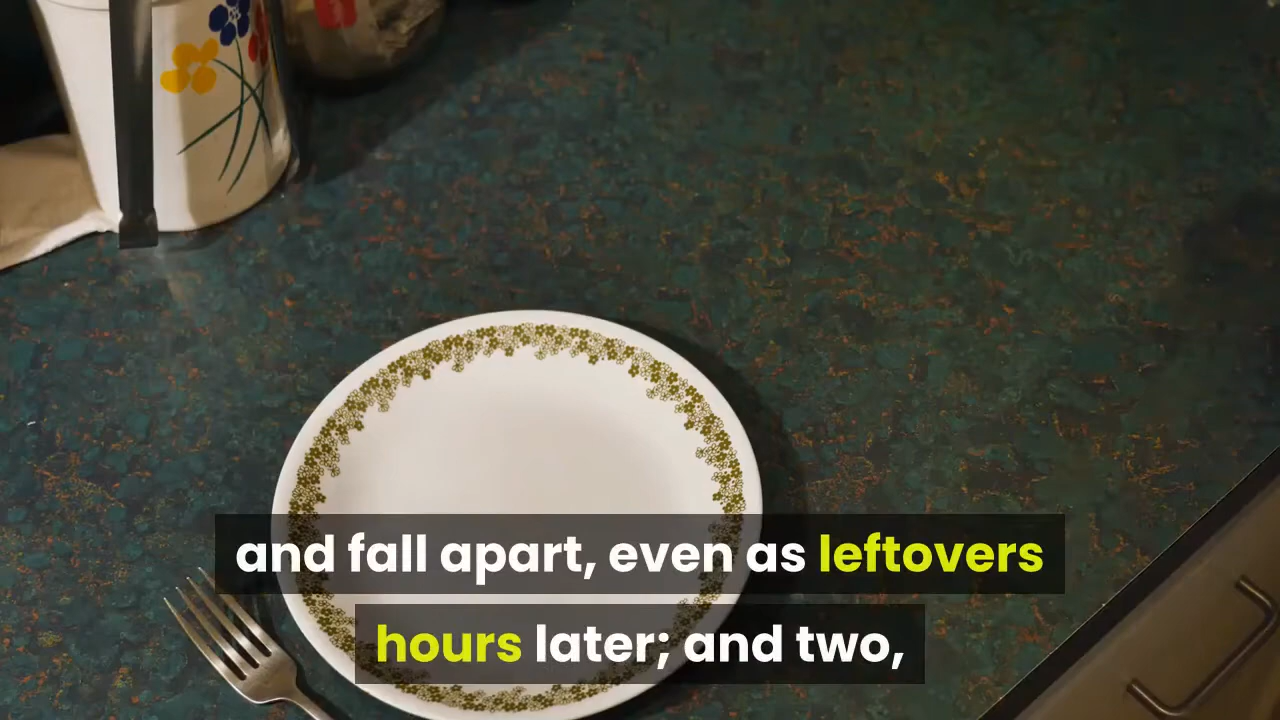 and fall apart, even as leftovers
hours later; and two,